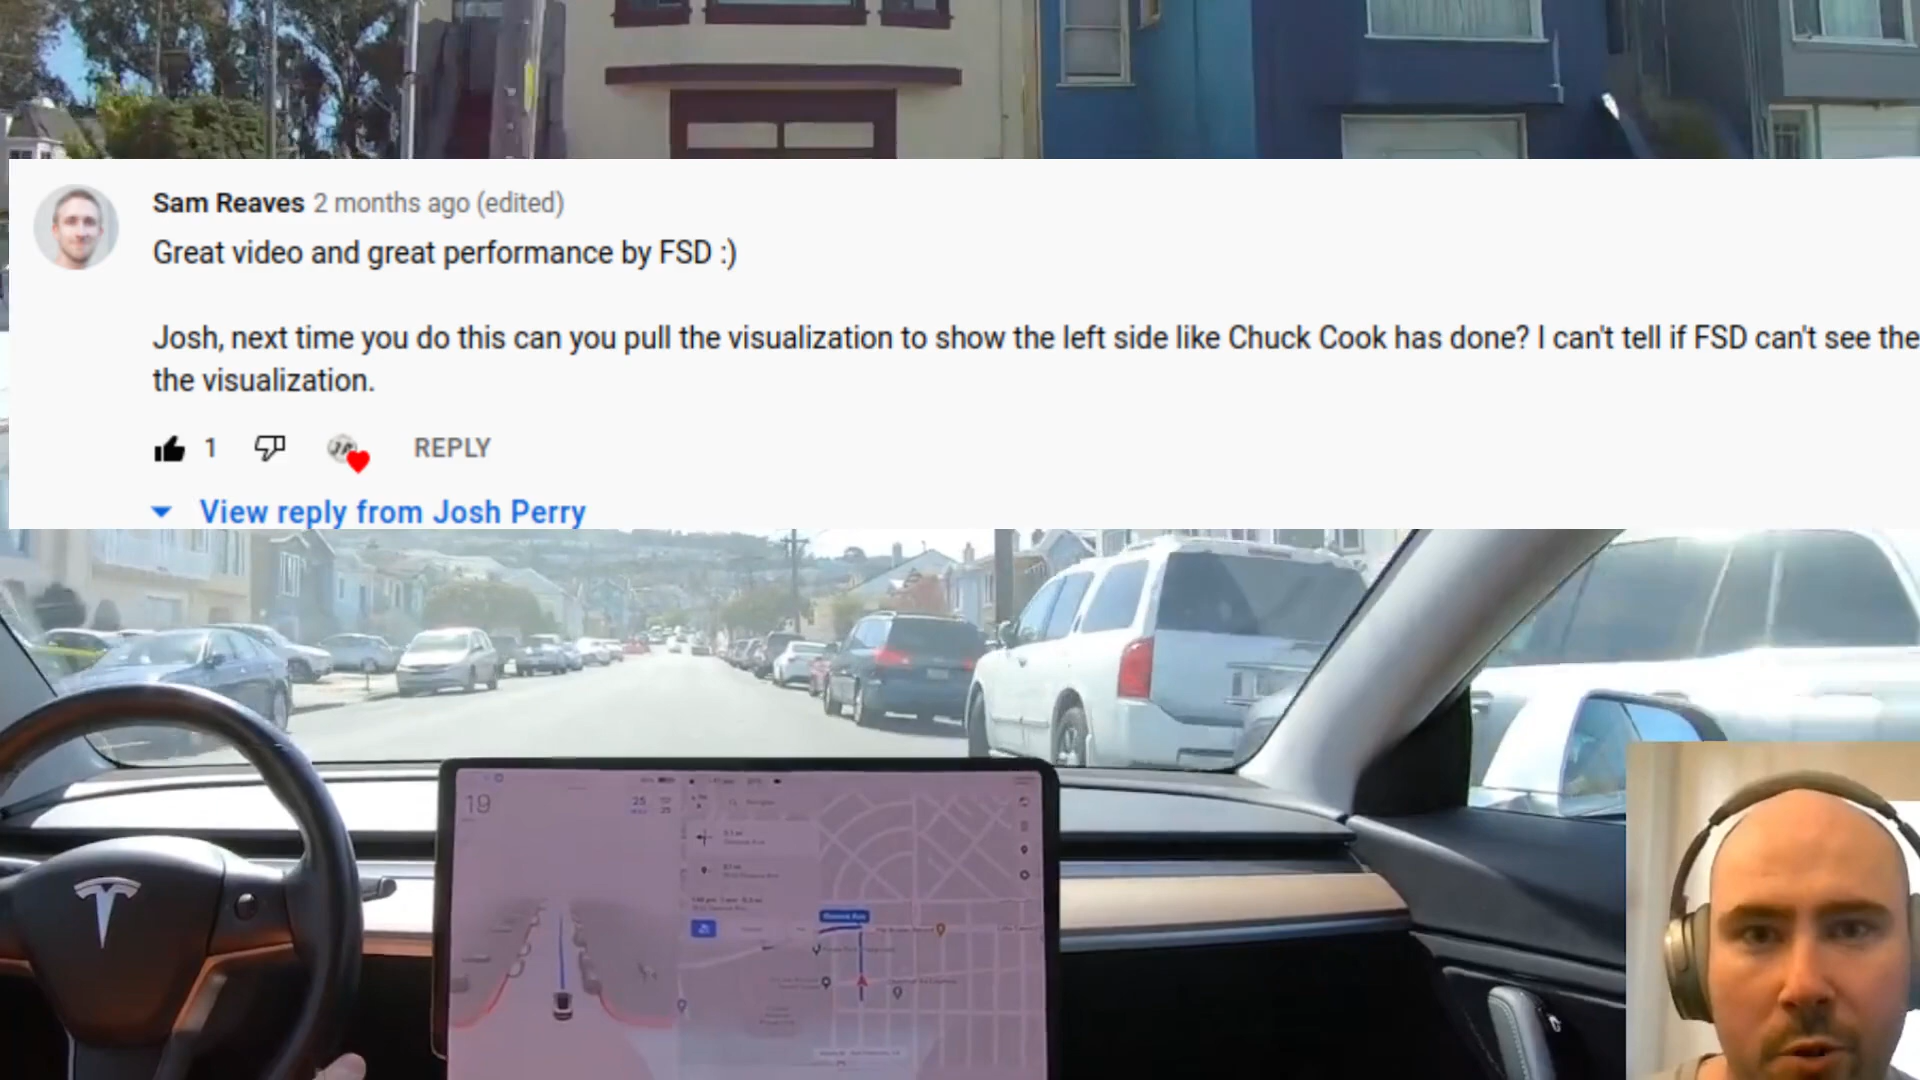 Sam Reaves 2 months ago (edited)
Great video and great performance by FSD :)
Josh, next time you do this can you pull the visualization to show the left side like Chuck Cook has done? I can't tell if FSD can't see the
the visualization.
1
REPLY
View reply from Josh Perry
19
25
25